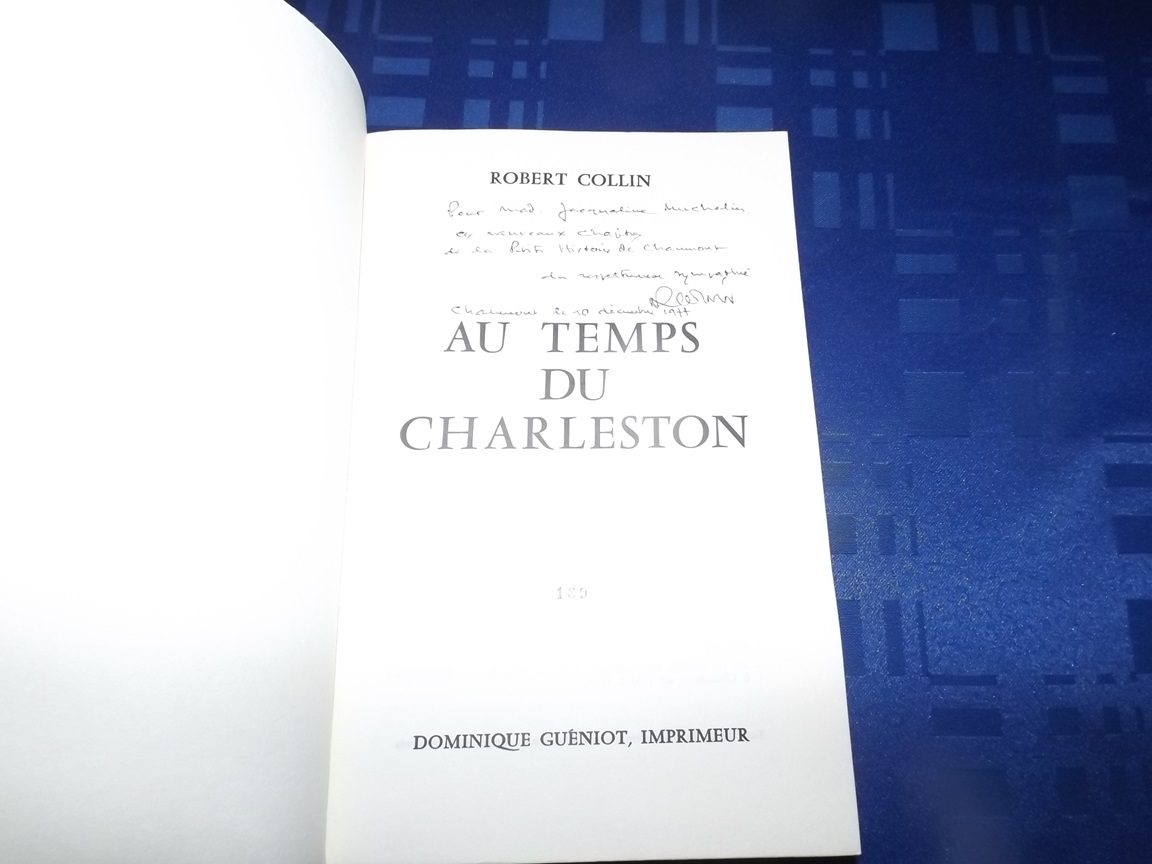 ROBERT COLLIN
Pour Mad. Jacqueline
ces nouveaux chapitres
de la Petite Histoire de Chaumont
en respectueuse sympathie
Chaumont le 10 décembre 1977
AU TEMPS
DU
CHARLESTON
189
DOMINIQUE GUÉNIOT, IMPRIMEUR